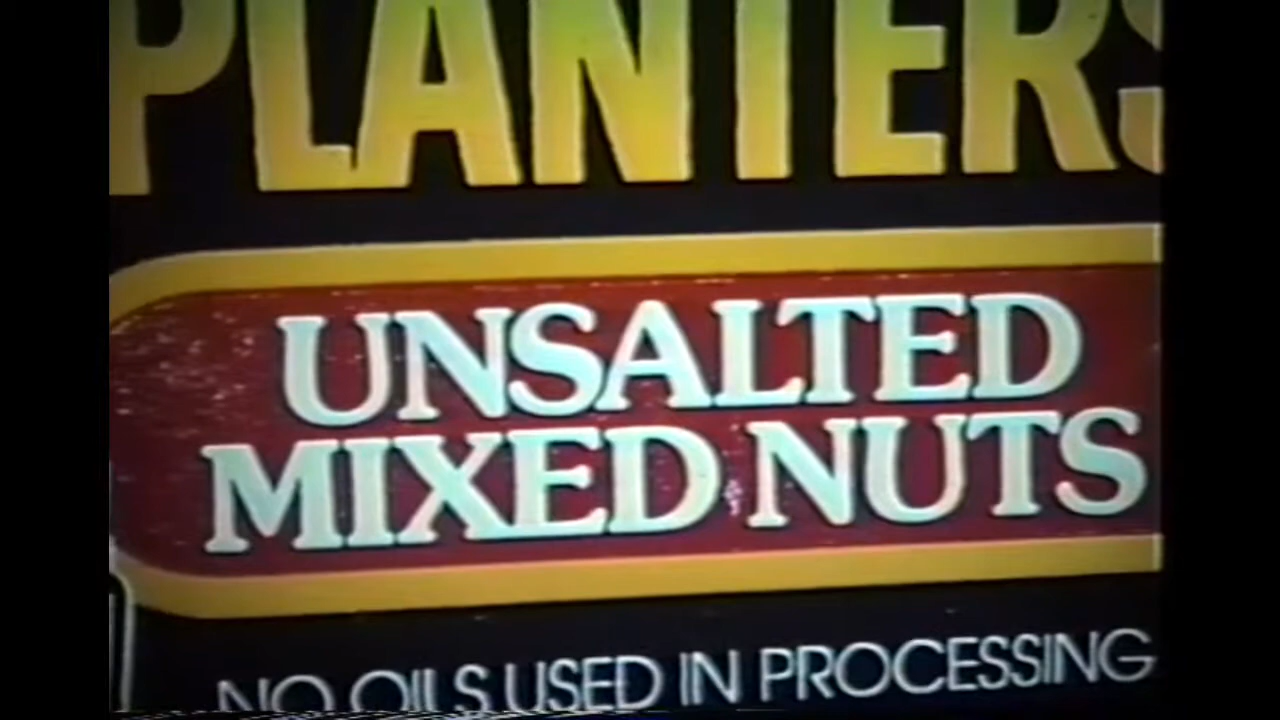 PLANTERS
UNSALTED
MIXED NUTS
NO OILS USED IN PROCESSING